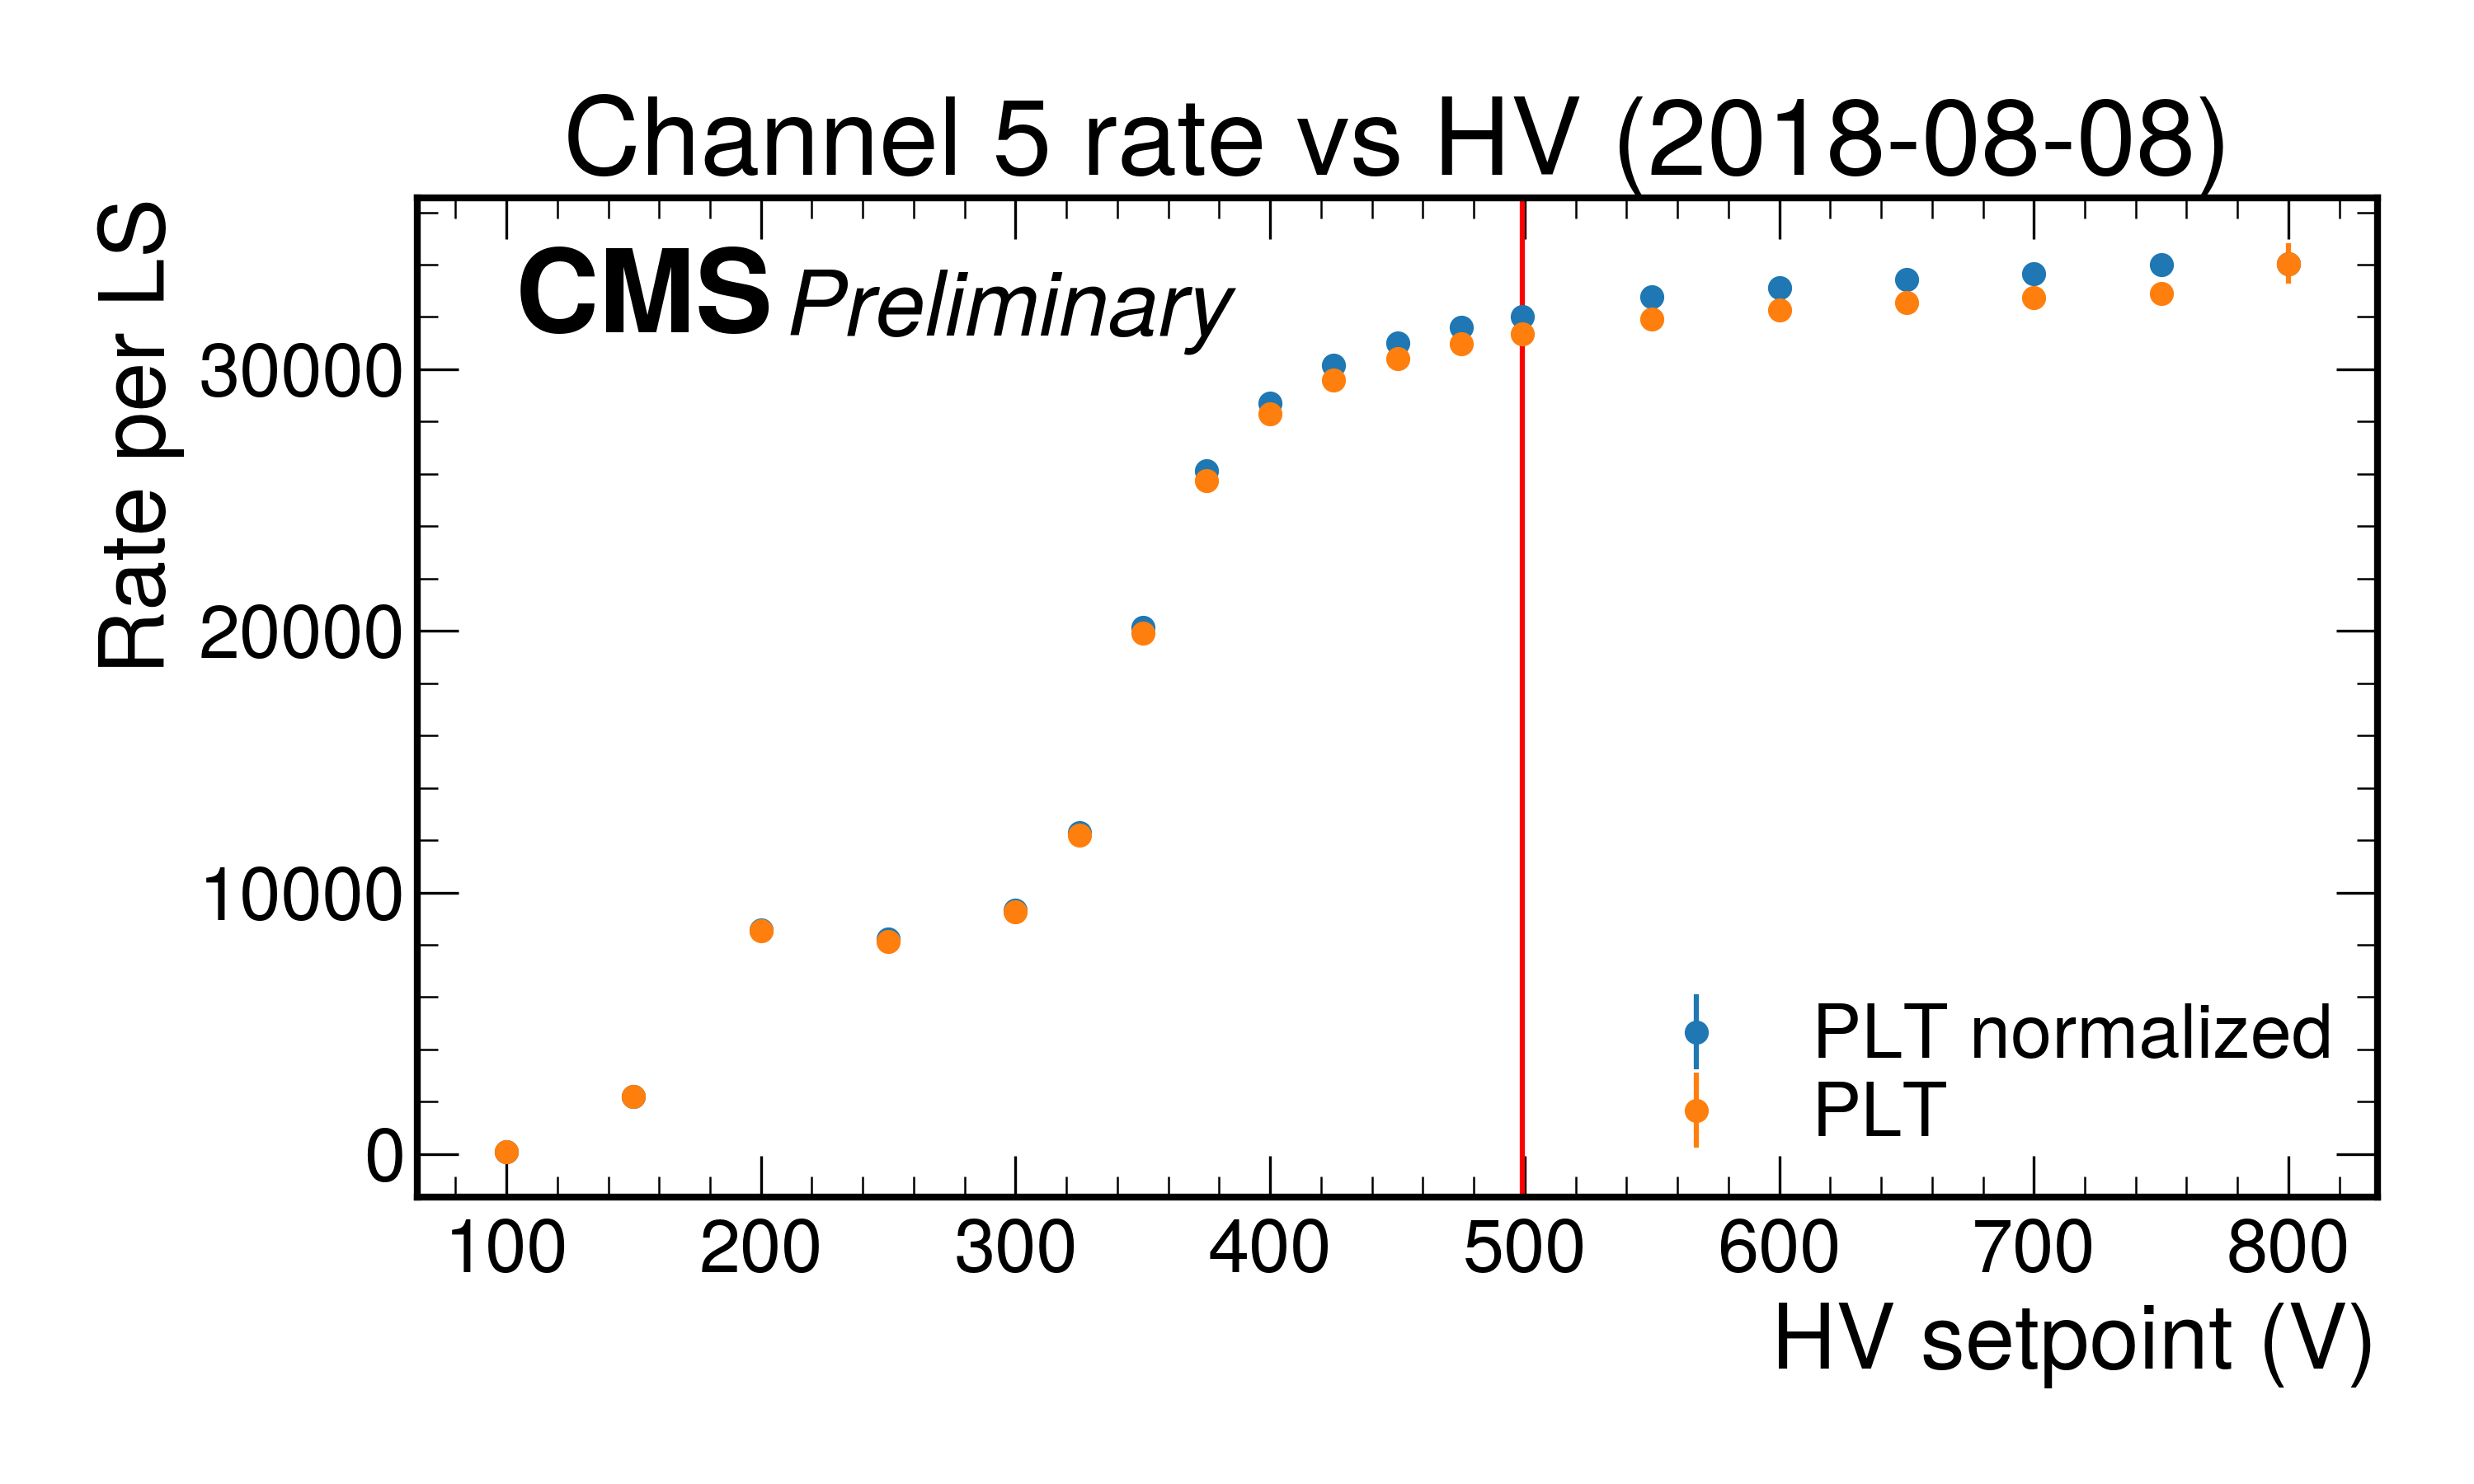 Channel 5 rate vs HV (2018-08-08)
CMS Preliminary
Rate per LS
30000
20000
10000
0
PLT normalized
PLT
100 200 300 400 500 600 700 800
HV setpoint (V)